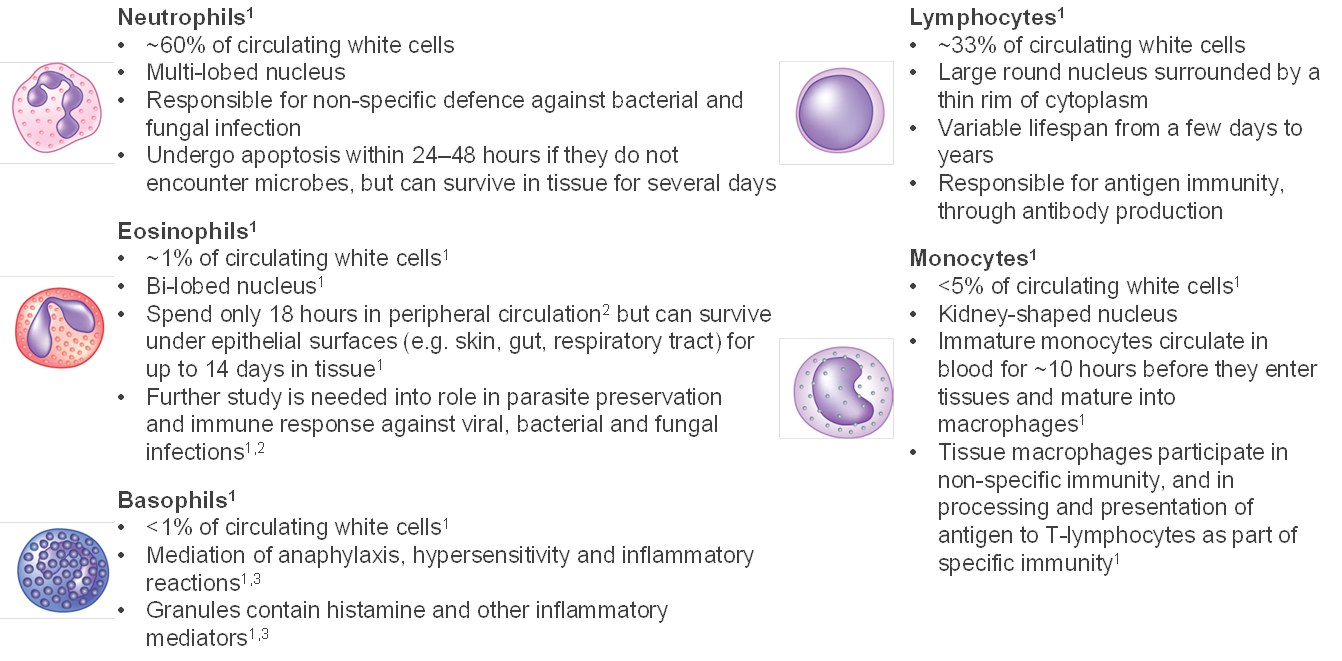 Neutrophils¹
• ~60% of circulating white cells
• Multi-lobed nucleus
• Responsible for non-specific defence against bacterial and
fungal infection
• Undergo apoptosis within 24–48 hours if they do not
encounter microbes, but can survive in tissue for several days
Eosinophils¹
• ~1% of circulating white cells¹
• Bi-lobed nucleus¹
• Spend only 18 hours in peripheral circulation² but can survive
under epithelial surfaces (e.g. skin, gut, respiratory tract) for
up to 14 days in tissue¹
• Further study is needed into role in parasite preservation
and immune response against viral, bacterial and fungal
infections¹,²
Basophils¹
• <1% of circulating white cells¹
• Mediation of anaphylaxis, hypersensitivity and inflammatory
reactions¹,³
• Granules contain histamine and other inflammatory
mediators¹,³
Lymphocytes¹
• ~33% of circulating white cells
• Large round nucleus surrounded by a
thin rim of cytoplasm
• Variable lifespan from a few days to
years
• Responsible for antigen immunity,
through antibody production
Monocytes¹
• <5% of circulating white cells¹
• Kidney-shaped nucleus
• Immature monocytes circulate in
blood for ~10 hours before they enter
tissues and mature into
macrophages¹
• Tissue macrophages participate in
non-specific immunity, and in
processing and presentation of
antigen to T-lymphocytes as part of
specific immunity¹